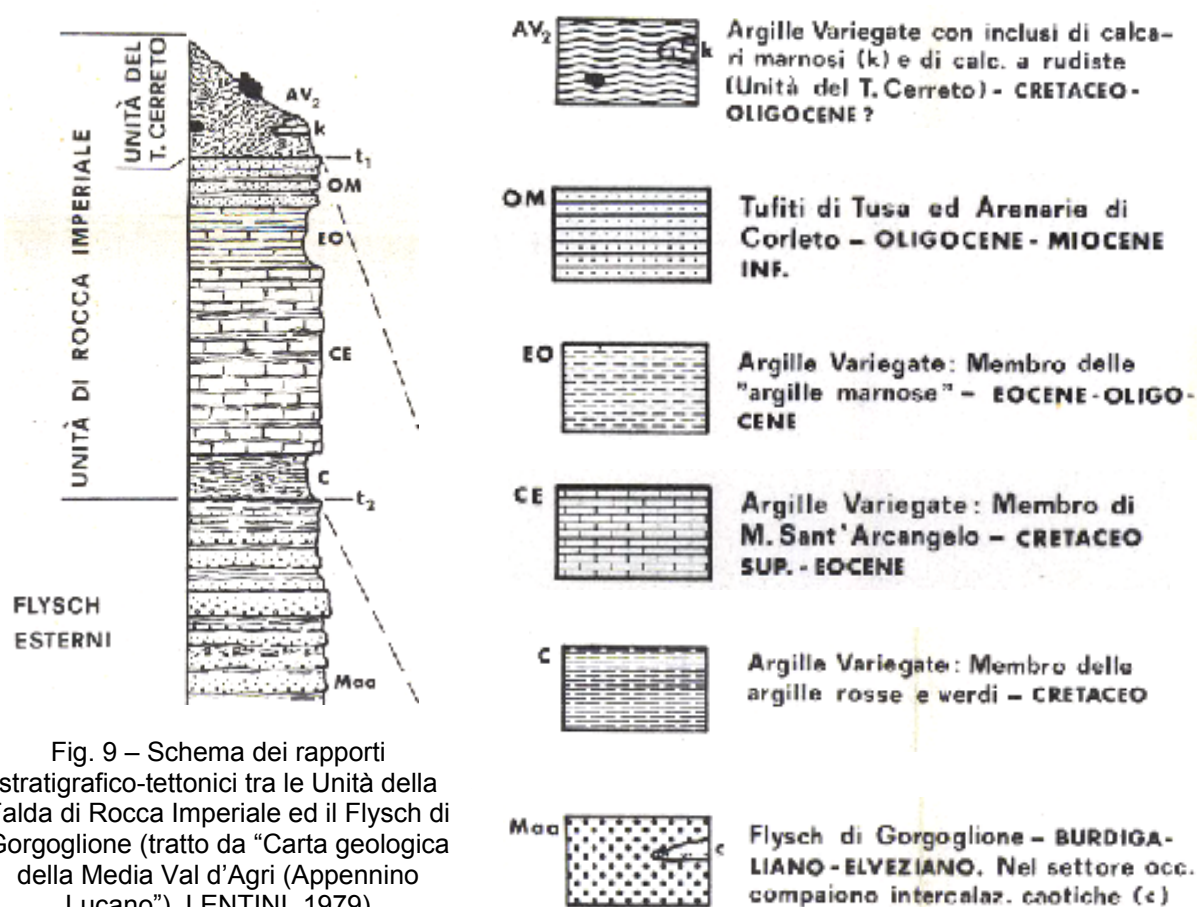 UNITÀ DEL
T. CERRETO
UNITÀ DI ROCCA IMPERIALE
AV2
k
t1
OM
EO
CE
C
t2
FLYSCH
ESTERNI
Maa
Fig. 9 – Schema dei rapporti
stratigrafico-tettonici tra le Unità della
Falda di Rocca Imperiale ed il Flysch di
Gorgoglione (tratto da “Carta geologica
della Media Val d’Agri (Appennino
Lucano”), LENTINI, 1979)
AV2
k
Argille Variegate con inclusi di calca-
ri marnosi (k) e di calc. a rudiste
(Unità del T. Cerreto) - CRETACEO -
OLIGOCENE ?
OM
Tufiti di Tusa ed Arenarie di
Corleto – OLIGOCENE - MIOCENE
INF.
EO
Argille Variegate: Membro delle
"argille marnose" – EOCENE - OLIGO-
CENE
CE
Argille Variegate: Membro di
M. Sant'Arcangelo – CRETACEO
SUP. - EOCENE
C
Argille Variegate: Membro delle
argille rosse e werdi – CRETACEO
Maa
c
Flysch di Gorgoglione – BURDIGA-
LIANO - ELVEZIANO. Nel settore occ.
compaiono intercalaz. caotiche (c)